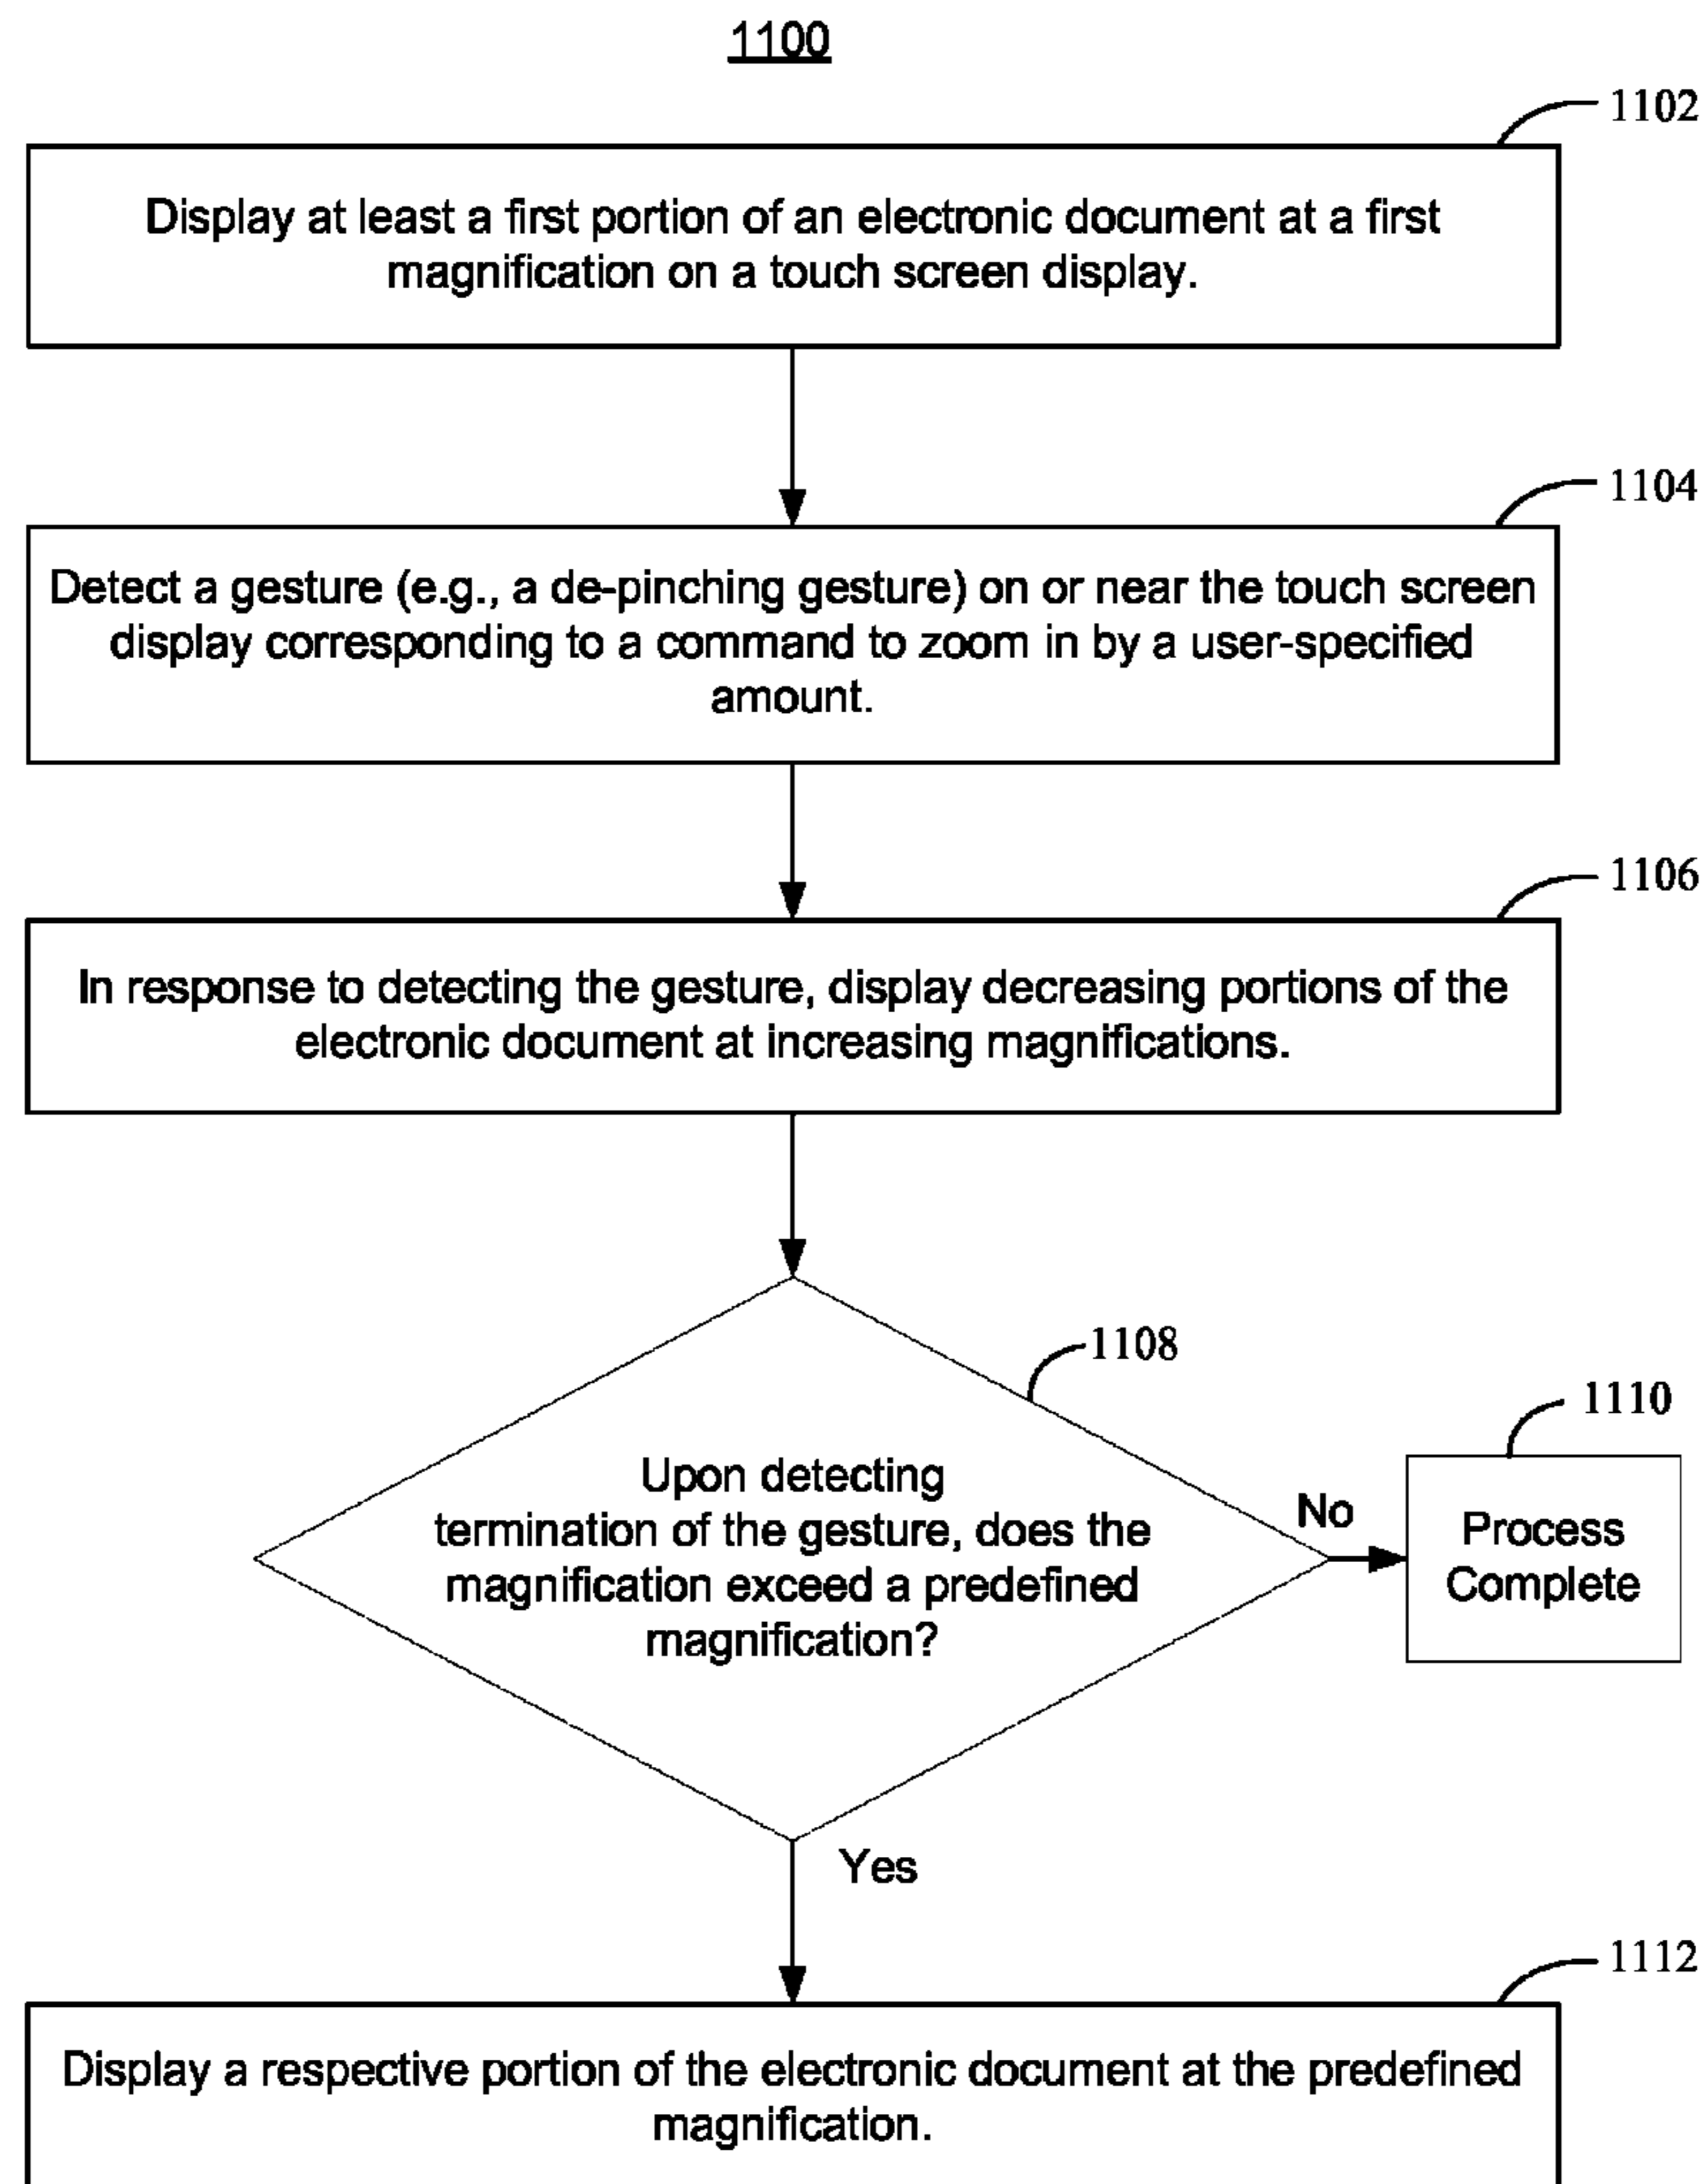 1100
1102
Display at least a first portion of an electronic document at a first
magnification on a touch screen display.
1104
Detect a gesture (e.g., a de-pinching gesture) on or near the touch screen
display corresponding to a command to zoom in by a user-specified
amount.
1106
In response to detecting the gesture, display decreasing portions of the
electronic document at increasing magnifications.
1108
Upon detecting
termination of the gesture, does the
magnification exceed a predefined
magnification?
No
1110
Process
Complete
Yes
1112
Display a respective portion of the electronic document at the predefined
magnification.